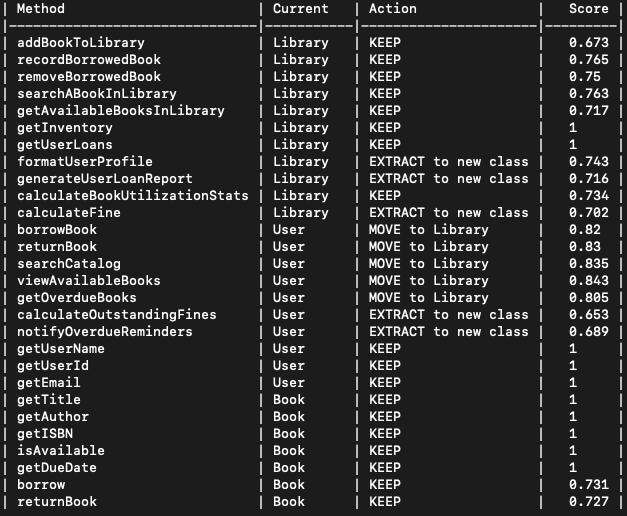 | Method | Current | Action | Score |
|--------------------------------|-----------|----------------------|---------|
| addBookToLibrary | Library | KEEP | 0.673 |
| recordBorrowedBook | Library | KEEP | 0.765 |
| removeBorrowedBook | Library | KEEP | 0.75 |
| searchABookInLibrary | Library | KEEP | 0.763 |
| getAvailableBooksInLibrary | Library | KEEP | 0.717 |
| getInventory | Library | KEEP | 1 |
| getUserLoans | Library | KEEP | 1 |
| formatUserProfile | Library | EXTRACT to new class | 0.743 |
| generateUserLoanReport | Library | EXTRACT to new class | 0.716 |
| calculateBookUtilizationStats | Library | KEEP | 0.734 |
| calculateFine | Library | EXTRACT to new class | 0.702 |
| borrowBook | User | MOVE to Library | 0.82 |
| returnBook | User | MOVE to Library | 0.83 |
| searchCatalog | User | MOVE to Library | 0.835 |
| viewAvailableBooks | User | MOVE to Library | 0.843 |
| getOverdueBooks | User | MOVE to Library | 0.805 |
| calculateOutstandingFines | User | EXTRACT to new class | 0.653 |
| notifyOverdueReminders | User | EXTRACT to new class | 0.689 |
| getUserName | User | KEEP | 1 |
| getUserId | User | KEEP | 1 |
| getEmail | User | KEEP | 1 |
| getTitle | Book | KEEP | 1 |
| getAuthor | Book | KEEP | 1 |
| getISBN | Book | KEEP | 1 |
| isAvailable | Book | KEEP | 1 |
| getDueDate | Book | KEEP | 1 |
| borrow | Book | KEEP | 0.731 |
| returnBook | Book | KEEP | 0.727 |